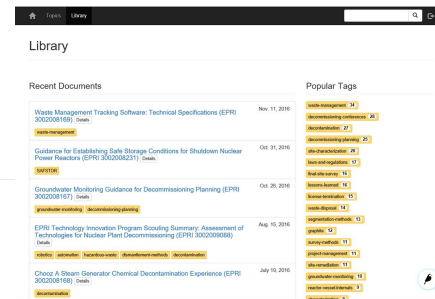 Topics Library
Library
Recent Documents
Popular Tags
Waste Management Tracking Software: Technical Specifications (EPRI
3002008169) Details
Nov. 11, 2016
waste-management
Guidance for Establishing Safe Storage Conditions for Shutdown Nuclear
Power Reactors (EPRI 3002008231) Details
Oct. 31, 2016
SAFSTOR
Groundwater Monitoring Guidance for Decommissioning Planning (EPRI
3002008167) Details
Oct. 26, 2016
groundwater-monitoring decommissioning-planning
EPRI Technology Innovation Program Scouting Summary: Assessment of
Technologies for Nuclear Plant Decommissioning (EPRI 3002009088)
Details
Aug. 15, 2016
robotics automation hazardous-waste dismantlement-methods decontamination
Chooz A Steam Generator Chemical Decontamination Experience (EPRI
3002008168) Details
July 19, 2016
decontamination
waste-management 34
decommissioning-conferences 28
decontamination 27
decommissioning-planning 25
site-characterization 20
laws-and-regulations 17
final-site-survey 16
lessons-learned 16
license-termination 15
waste-disposal 14
segmentation-methods 13
graphite 12
survey-methods 11
project-management 11
site-remediation 11
groundwater-monitoring 10
reactor-vessel-internals 9